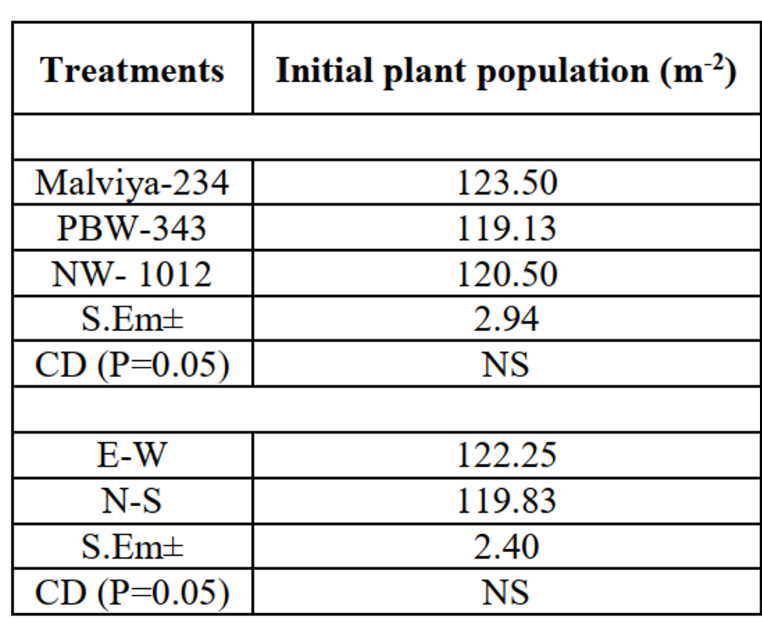 Treatments Initial plant population (m⁻²)
Malviya-234 123.50
PBW-343 119.13
NW- 1012 120.50
S.Em± 2.94
CD (P=0.05) NS
E-W 122.25
N-S 119.83
S.Em± 2.40
CD (P=0.05) NS